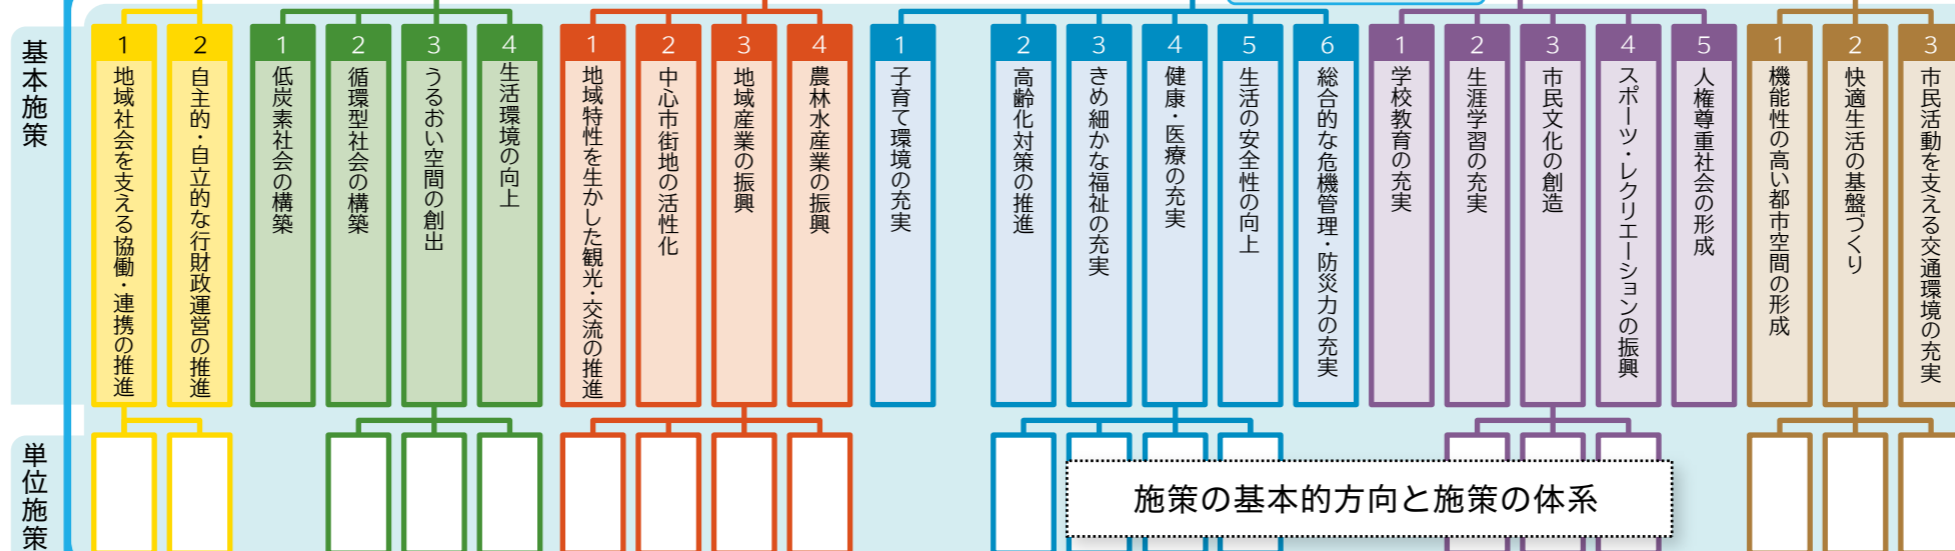 基本施策
1
地域社会を支える協働・連携の推進
2
自主的・自立的な行財政運営の推進
1
低炭素社会の構築
2
循環型社会の構築
3
うるおい空間の創出
4
生活環境の向上
1
地域特性を生かした観光・交流の推進
2
中心市街地の活性化
3
地域産業の振興
4
農林水産業の振興
1
子育て環境の充実
2
高齢化対策の推進
3
きめ細かな福祉の充実
4
健康・医療の充実
5
生活の安全性の向上
6
総合的な危機管理・防災力の充実
1
学校教育の充実
2
生涯学習の充実
3
市民文化の創造
4
スポーツ・レクリエーションの振興
5
人権尊重社会の形成
1
機能性の高い都市空間の形成
2
快適生活の基盤づくり
3
市民活動を支える交通環境の充実
単位施策
施策の基本的方向と施策の体系